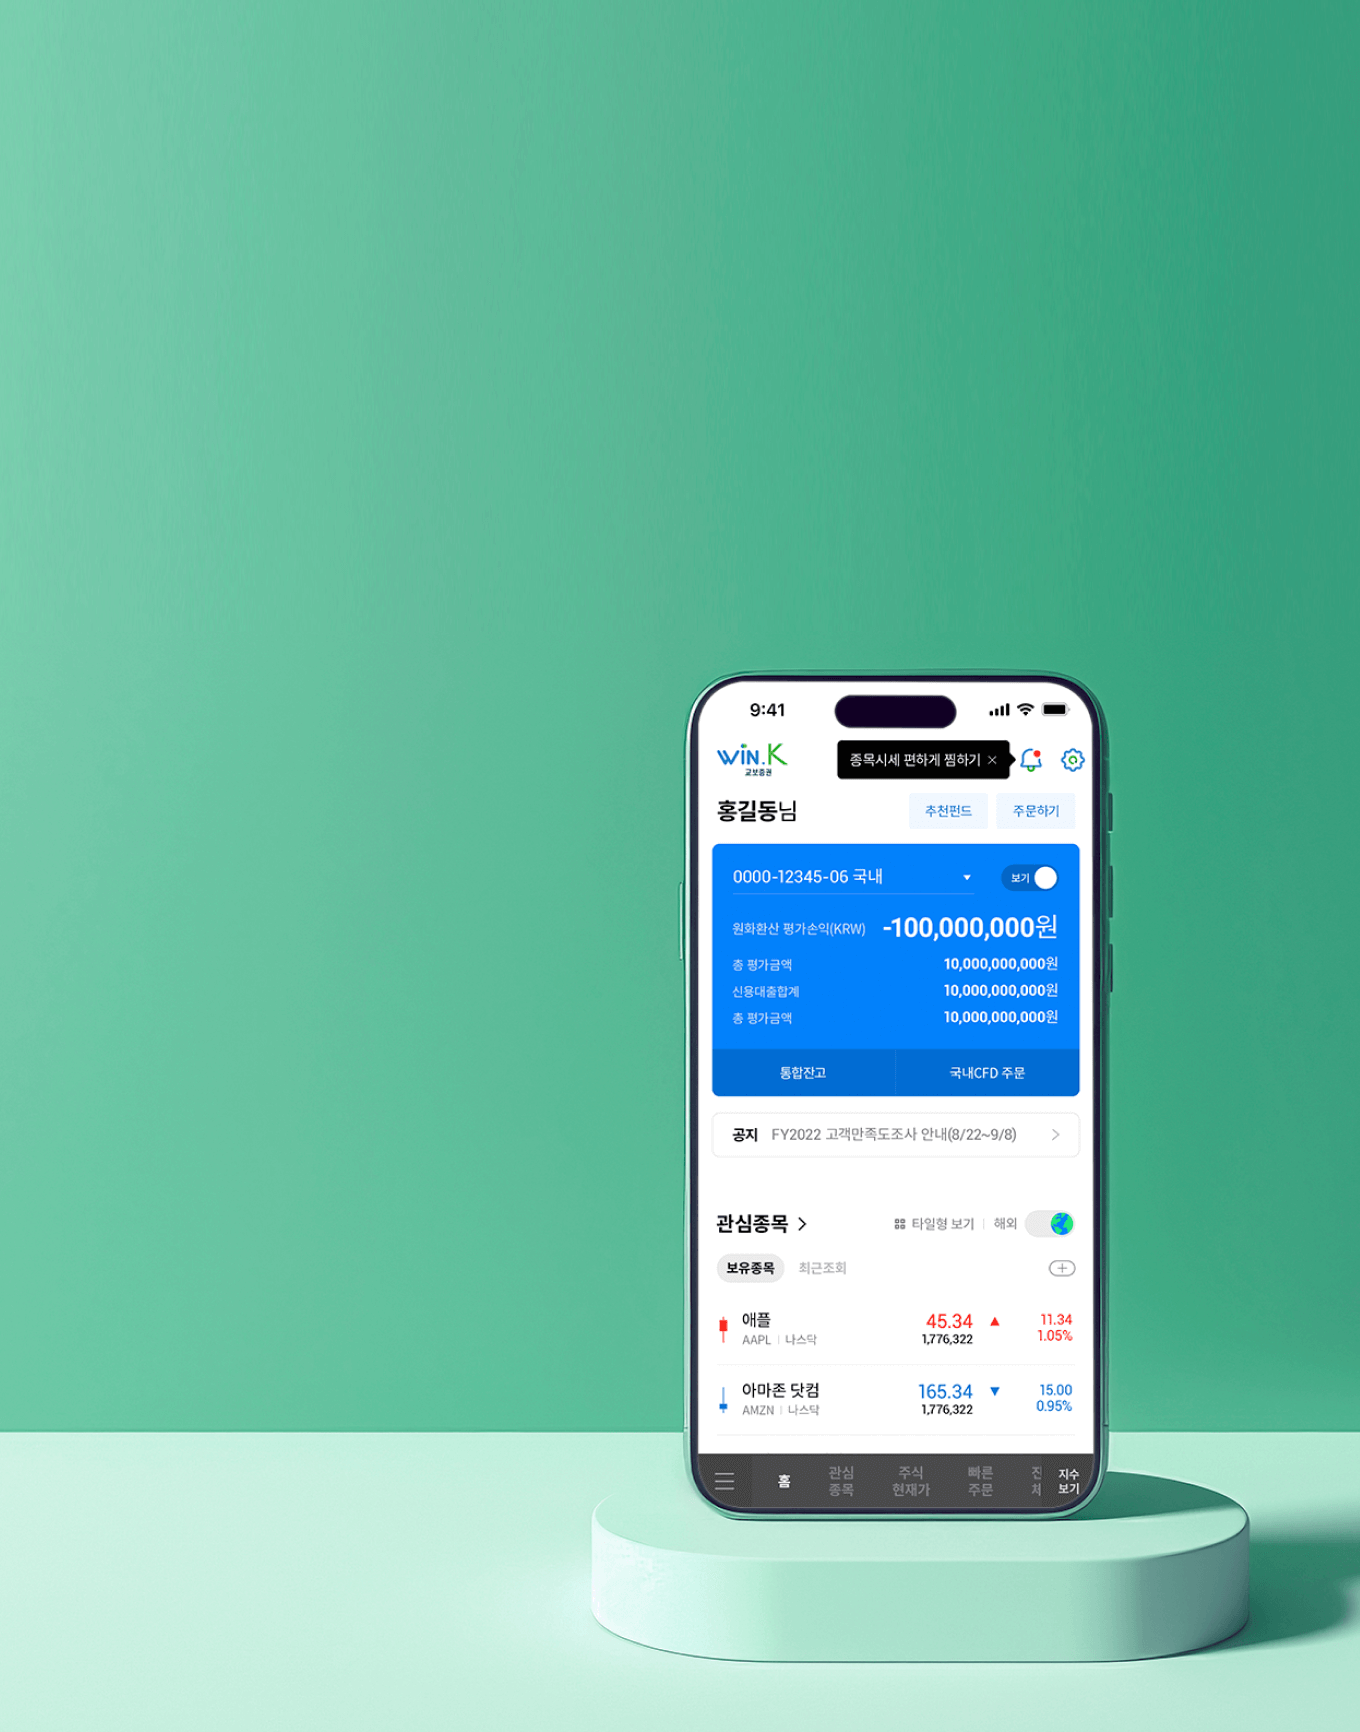 9:41
WIN.K
교보증권
종목시세 편하게 찜하기 ×
홍길동님
추천펀드
주문하기
0000-12345-06 국내
보기
원화환산 평가손익(KRW) -100,000,000원
총 평가금액 10,000,000,000원
신용대출합계 10,000,000,000원
총 평가금액 10,000,000,000원
통합잔고
국내CFD 주문
공지 FY2022 고객만족도조사 안내(8/22~9/8)
관심종목
타일형 보기 | 해외
보유종목 최근조회
애플 45.34 ▲ 11.34
AAPL | 나스닥 1,776,322 1.05%
아마존 닷컴 165.34 ▼ 15.00
AMZN | 나스닥 1,776,322 0.95%
홈
관심
종목
주식
현재가
빠른
주문
지수
보기